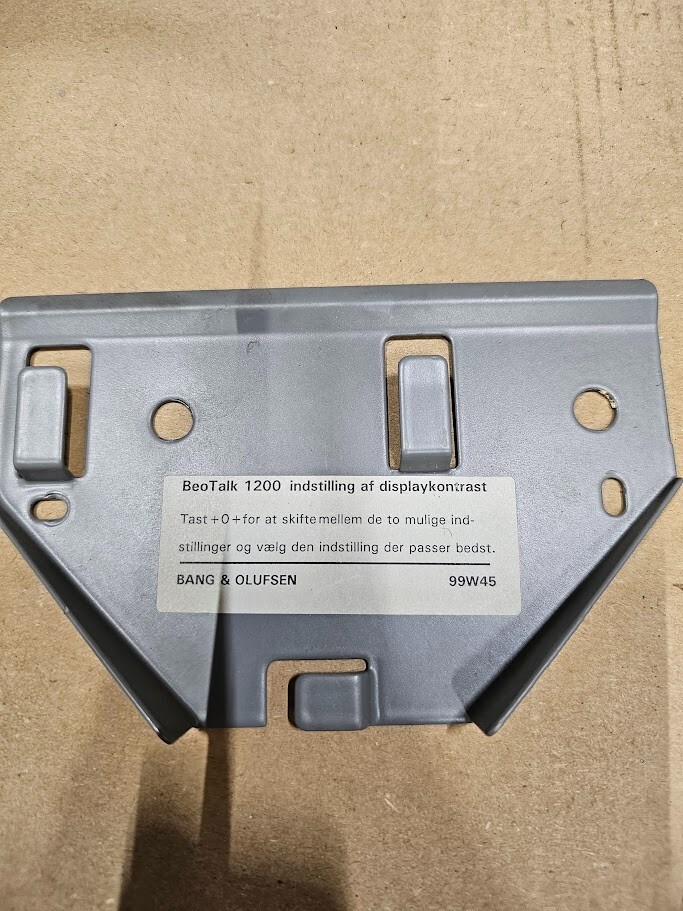 BeoTalk 1200 indstilling af displaykontrast
Tast +0+for at skifte mellem de to mulige ind-
stillinger og vælg den indstilling der passer bedst.
BANG & OLUFSEN 99W45